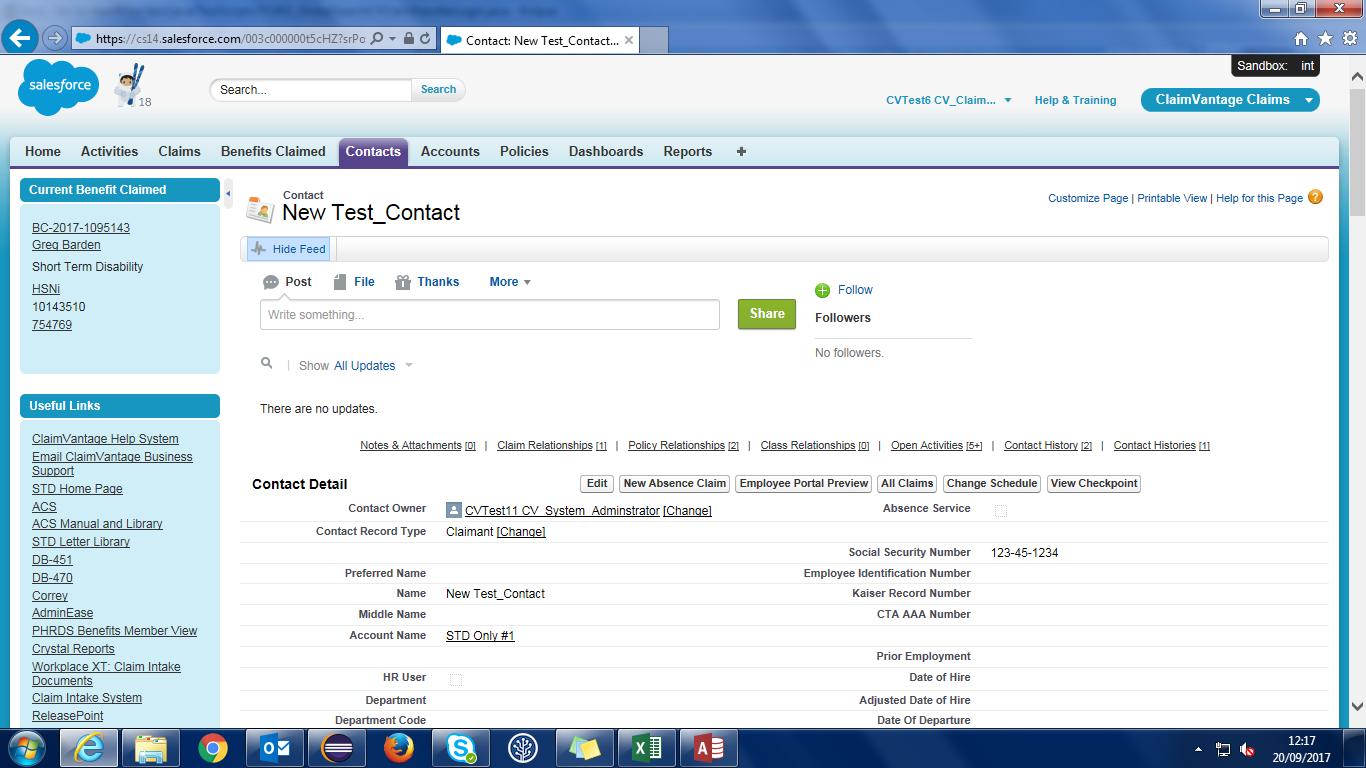 https://cs14.salesforce.com/003c000000t5cHZ?srPo
Contact: New Test_Contact...
Sandbox: int
salesforce
18
Search...
Search
CVTest6 CV_Claim...
Help & Training
ClaimVantage Claims
Home Activities Claims Benefits Claimed Contacts Accounts Policies Dashboards Reports +
Current Benefit Claimed
BC-2017-1095143
Greg Barden
Short Term Disability
HSNi
10143510
754769
Useful Links
ClaimVantage Help System
Email ClaimVantage Business
Support
STD Home Page
ACS
ACS Manual and Library
STD Letter Library
DB-451
DB-470
Correy
AdminEase
PHRDS Benefits Member View
Crystal Reports
Workplace XT: Claim Intake
Documents
Claim Intake System
ReleasePoint
Contact
New Test_Contact
Customize Page | Printable View | Help for this Page
Hide Feed
Post File Thanks More
Write something...
Share
Follow
Followers
No followers.
Show All Updates
There are no updates.
Notes & Attachments [0] | Claim Relationships [1] | Policy Relationships [2] | Class Relationships [0] | Open Activities [5+] | Contact History [2] | Contact Histories [1]
Contact Detail
Edit New Absence Claim Employee Portal Preview All Claims Change Schedule View Checkpoint
Contact Owner CVTest11 CV_System_Adminstrator [Change] Absence Service
Contact Record Type Claimant [Change]
Social Security Number 123-45-1234
Preferred Name Employee Identification Number
Name New Test_Contact Kaiser Record Number
Middle Name CTA AAA Number
Account Name STD Only #1
Prior Employment
HR User Date of Hire
Department Adjusted Date of Hire
Department Code Date Of Departure
12:17
20/09/2017